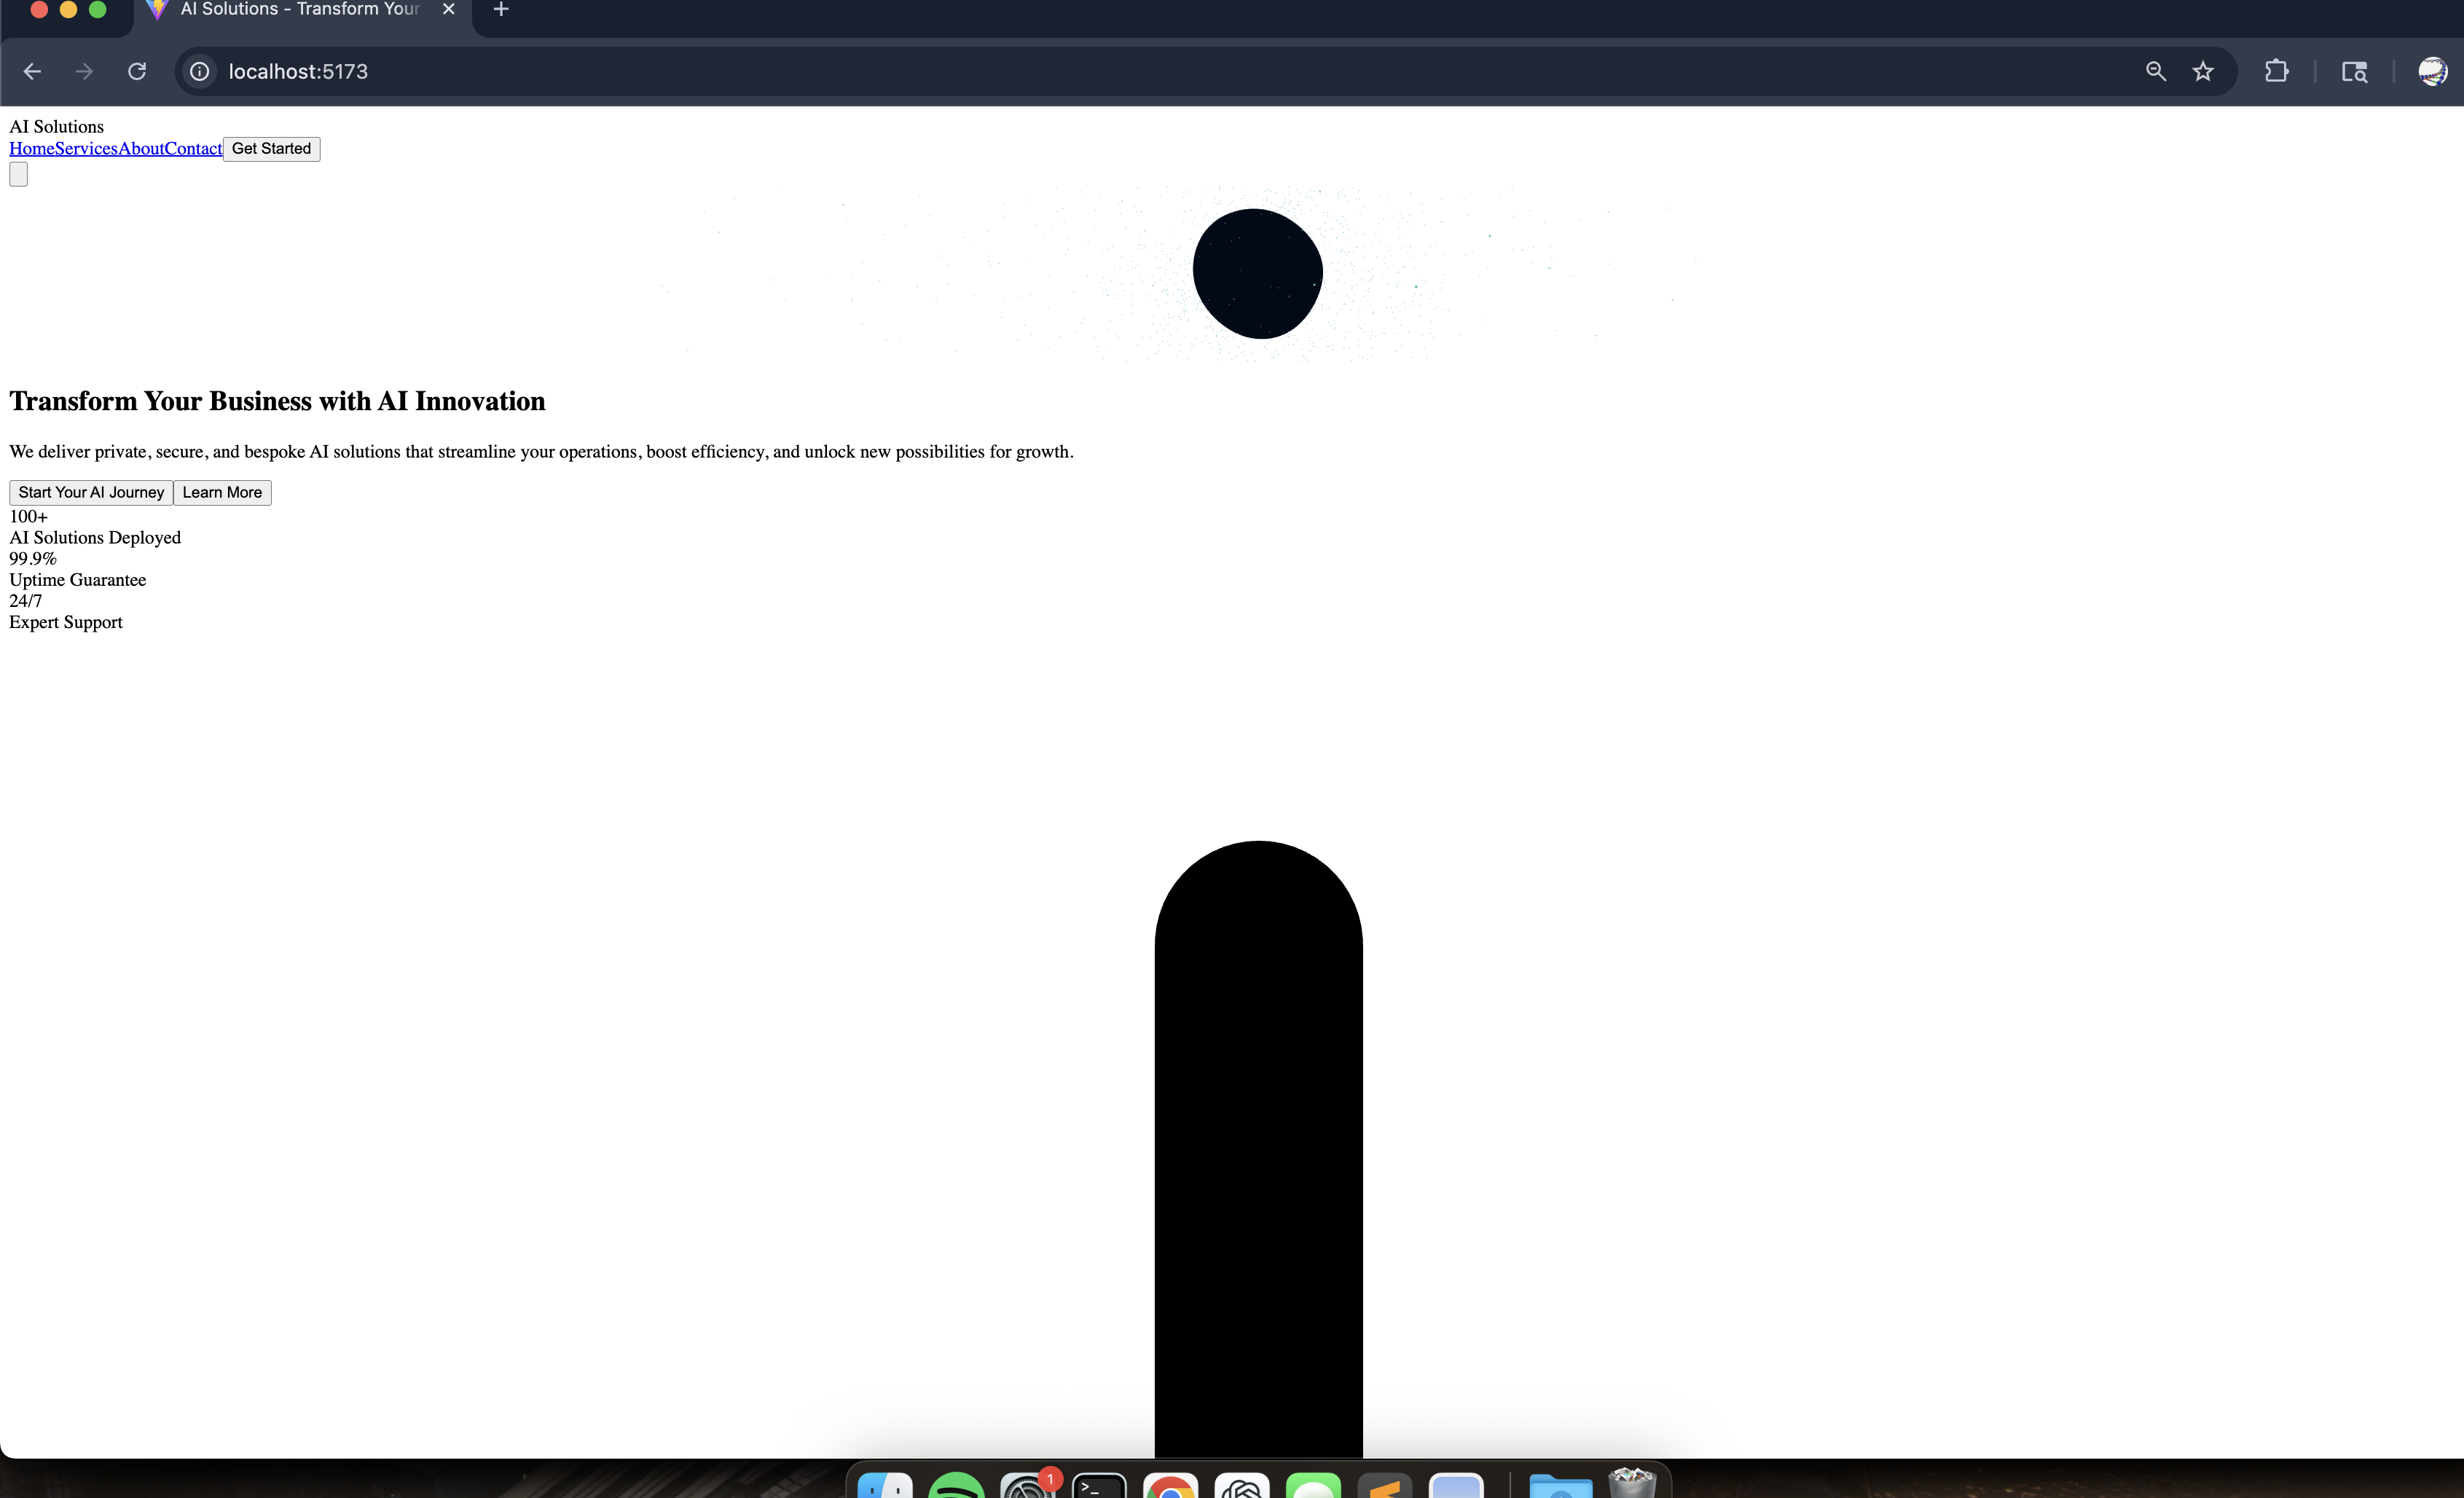 AI Solutions - Transform Your
localhost:5173
AI Solutions
HomeServicesAboutContact Get Started
Transform Your Business with AI Innovation
We deliver private, secure, and bespoke AI solutions that streamline your operations, boost efficiency, and unlock new possibilities for growth.
Start Your AI Journey Learn More
100+
AI Solutions Deployed
99.9%
Uptime Guarantee
24/7
Expert Support
1
>_